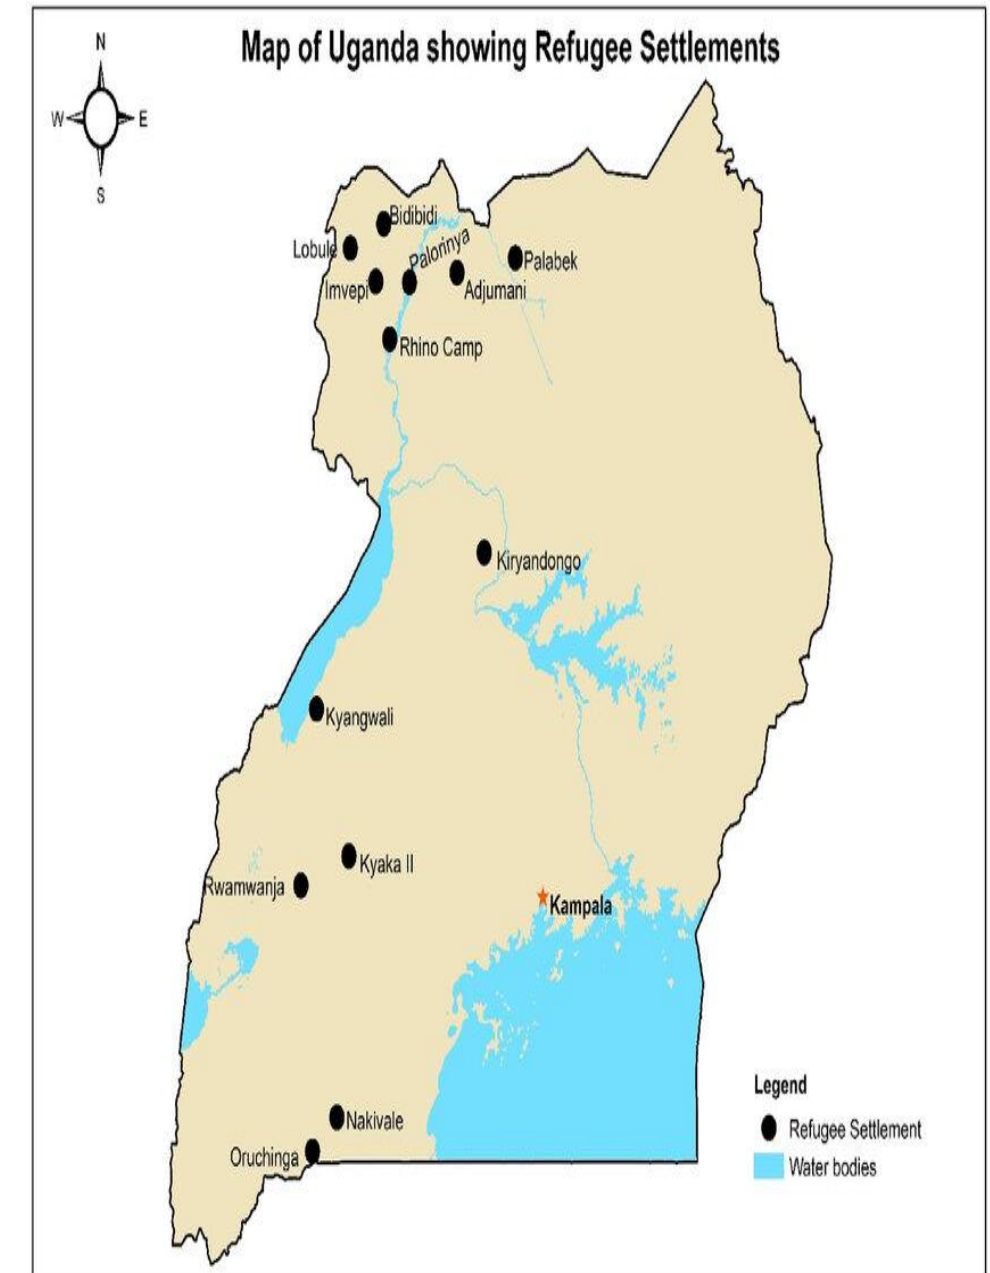 Map of Uganda showing Refugee Settlements
N
W
E
S
Bidibidi
Lobule
Palorinya
Palabek
Imvepi
Adjumani
Rhino Camp
Kiryandongo
Kyangwali
Kyaka II
Rwamwanja
Kampala
Nakivale
Oruchinga
Legend
Refugee Settlement
Water bodies